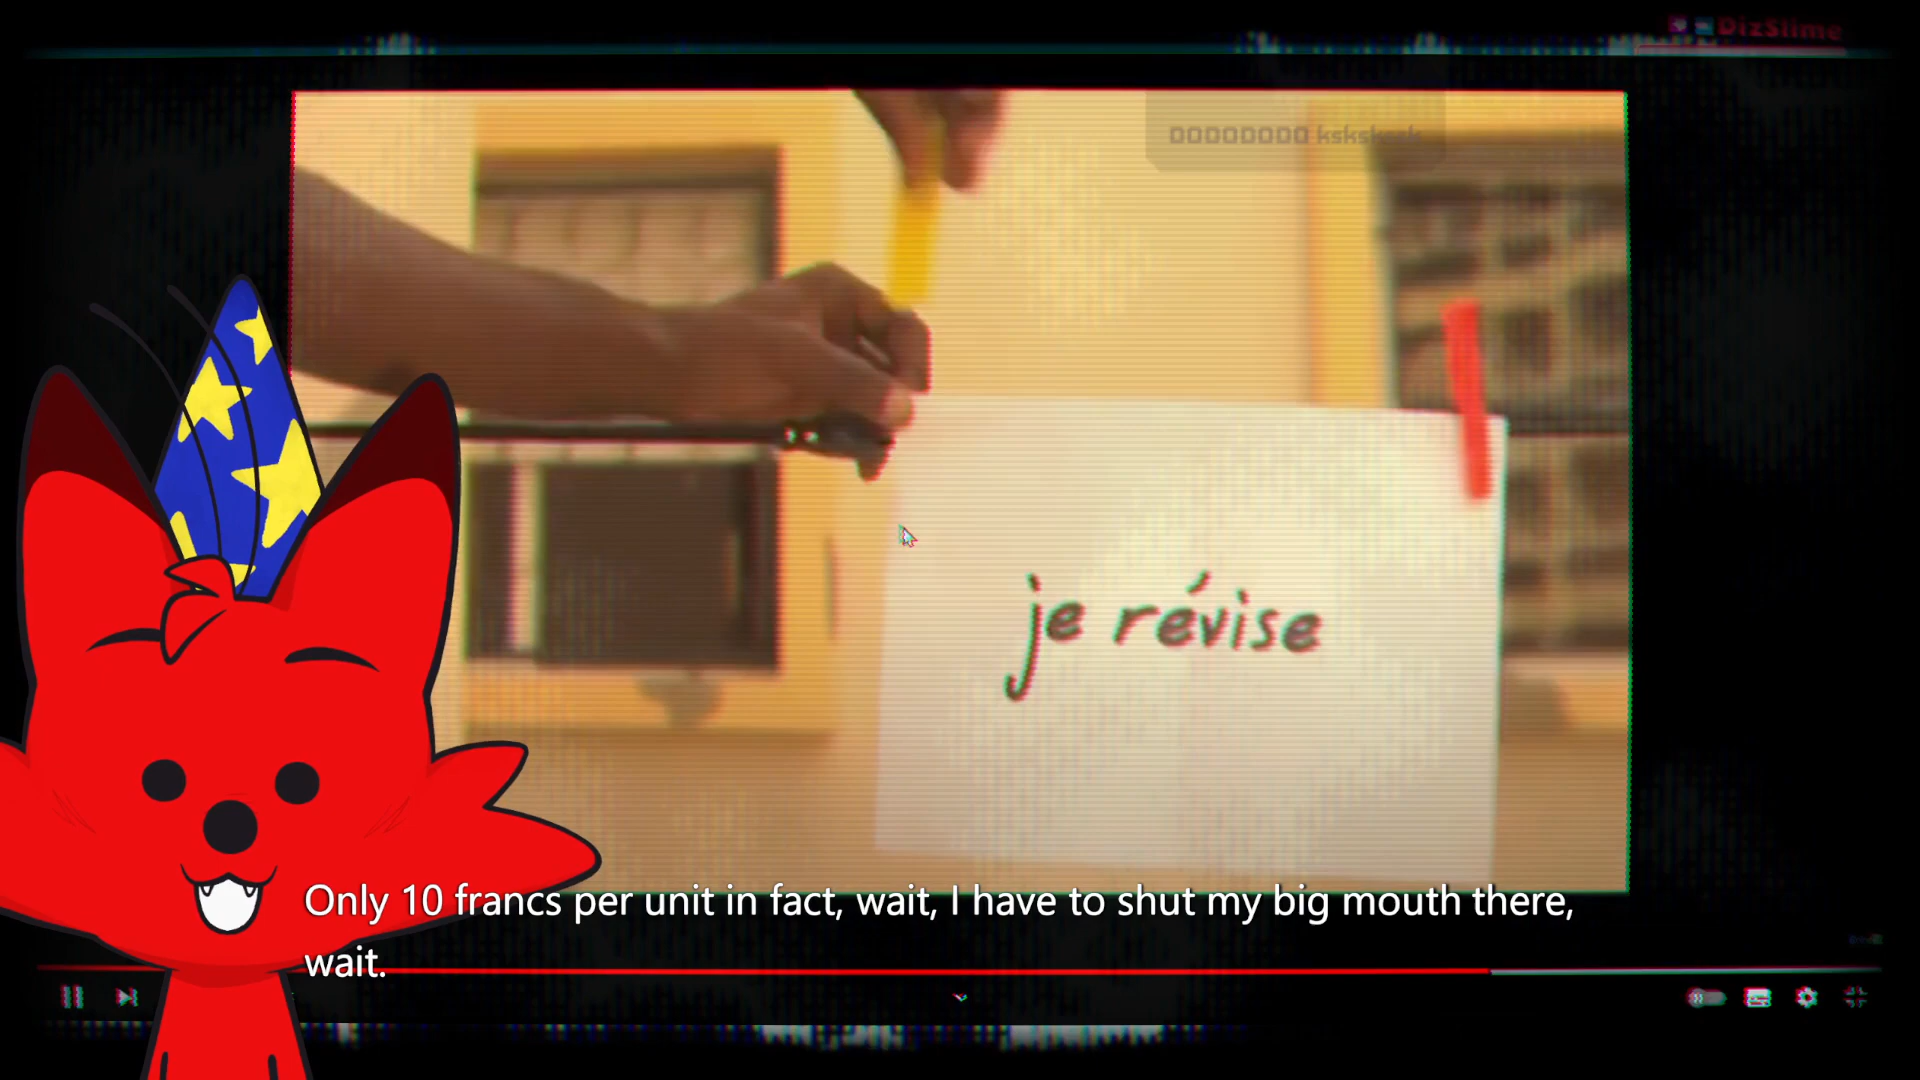 DizSlime
je révise
Only 10 francs per unit in fact, wait, I have to shut my big mouth there,
wait.